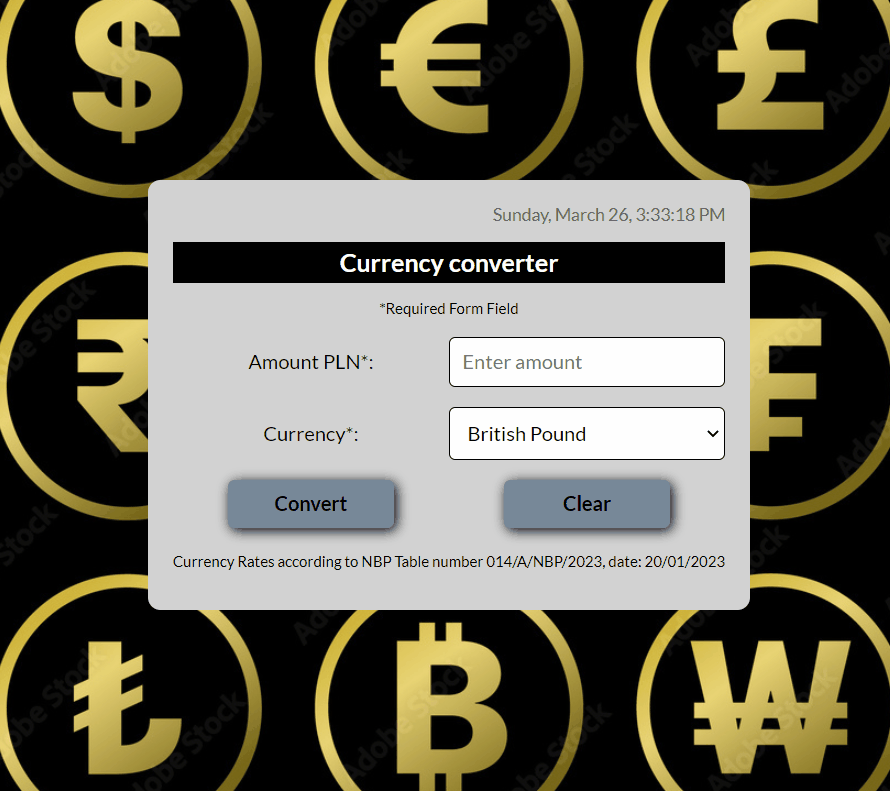 $ € £
Sunday, March 26, 3:33:18 PM
Currency converter
*Required Form Field
Amount PLN*:
Enter amount
Currency*:
British Pound
Convert
Clear
Currency Rates according to NBP Table number 014/A/NBP/2023, date: 20/01/2023
₹ ₣
₺ ₿ ₩
Adobe Stock